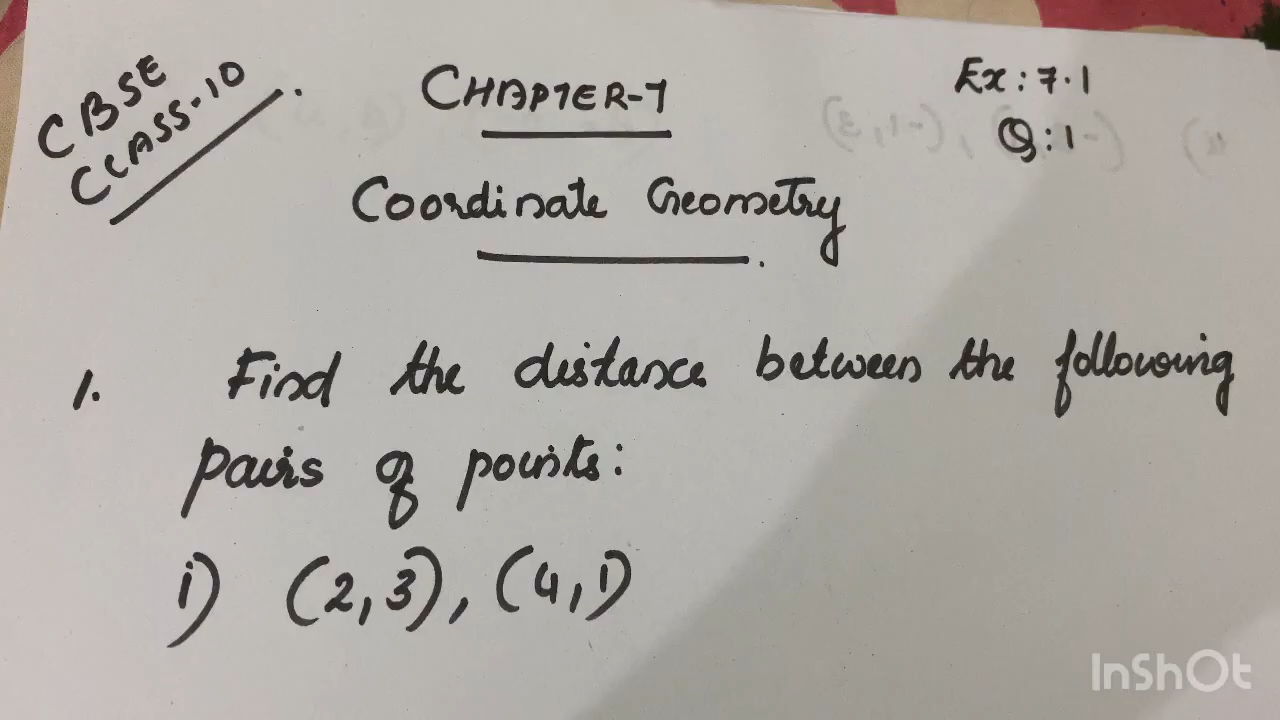 CBSE
CLASS-10.
CHAPTER-7
Ex: 7.1
Q:1
Coordinate Geometry.
1. Find the distance between the following
pairs of points:
i) (2,3), (4,1)
InShOt